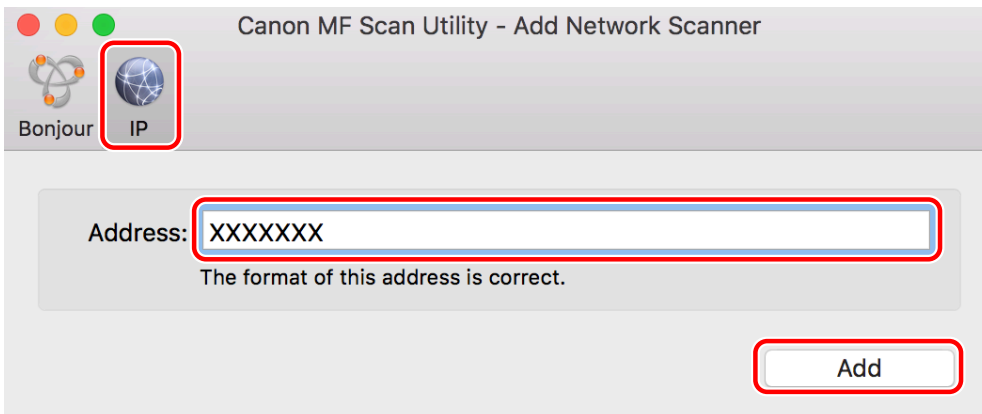 Canon MF Scan Utility - Add Network Scanner
Bonjour IP
Address: XXXXXXX
The format of this address is correct.
Add